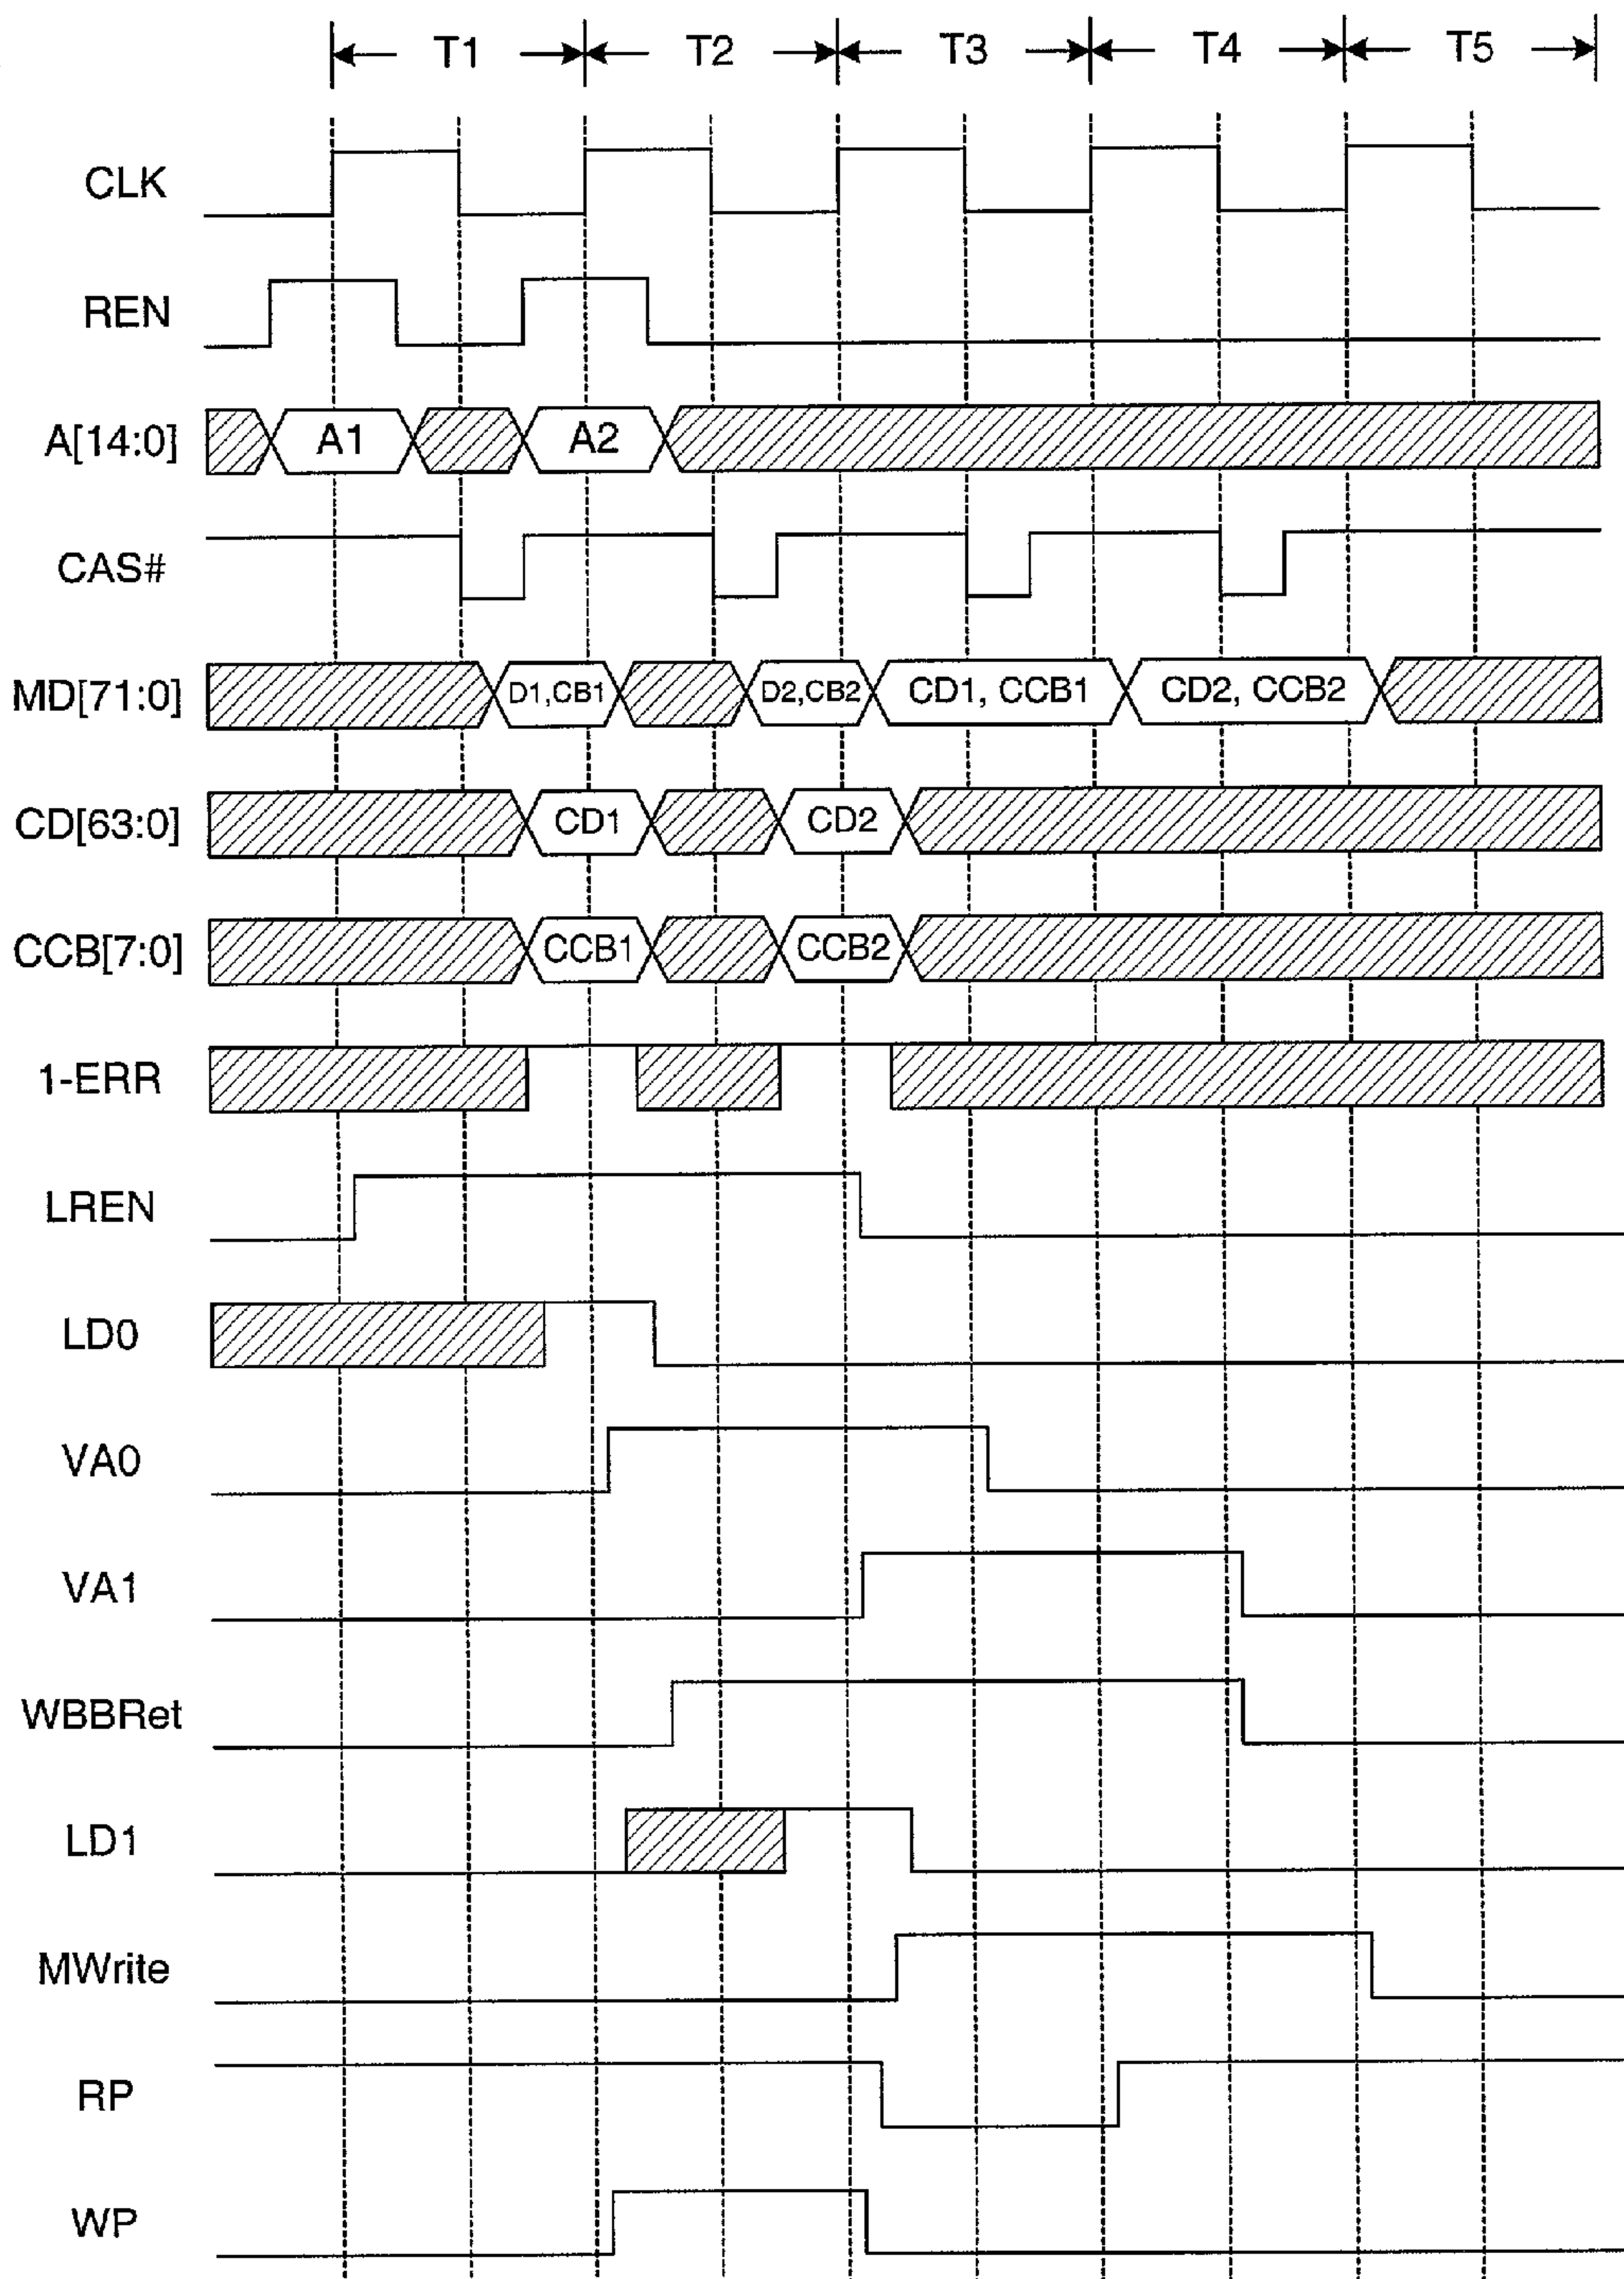 T1 T2 T3 T4 T5
CLK
REN
A[14:0] A1 A2
CAS#
MD[71:0] D1,CB1 D2,CB2 CD1, CCB1 CD2, CCB2
CD[63:0] CD1 CD2
CCB[7:0] CCB1 CCB2
1-ERR
LREN
LD0
VA0
VA1
WBBRet
LD1
MWrite
RP
WP